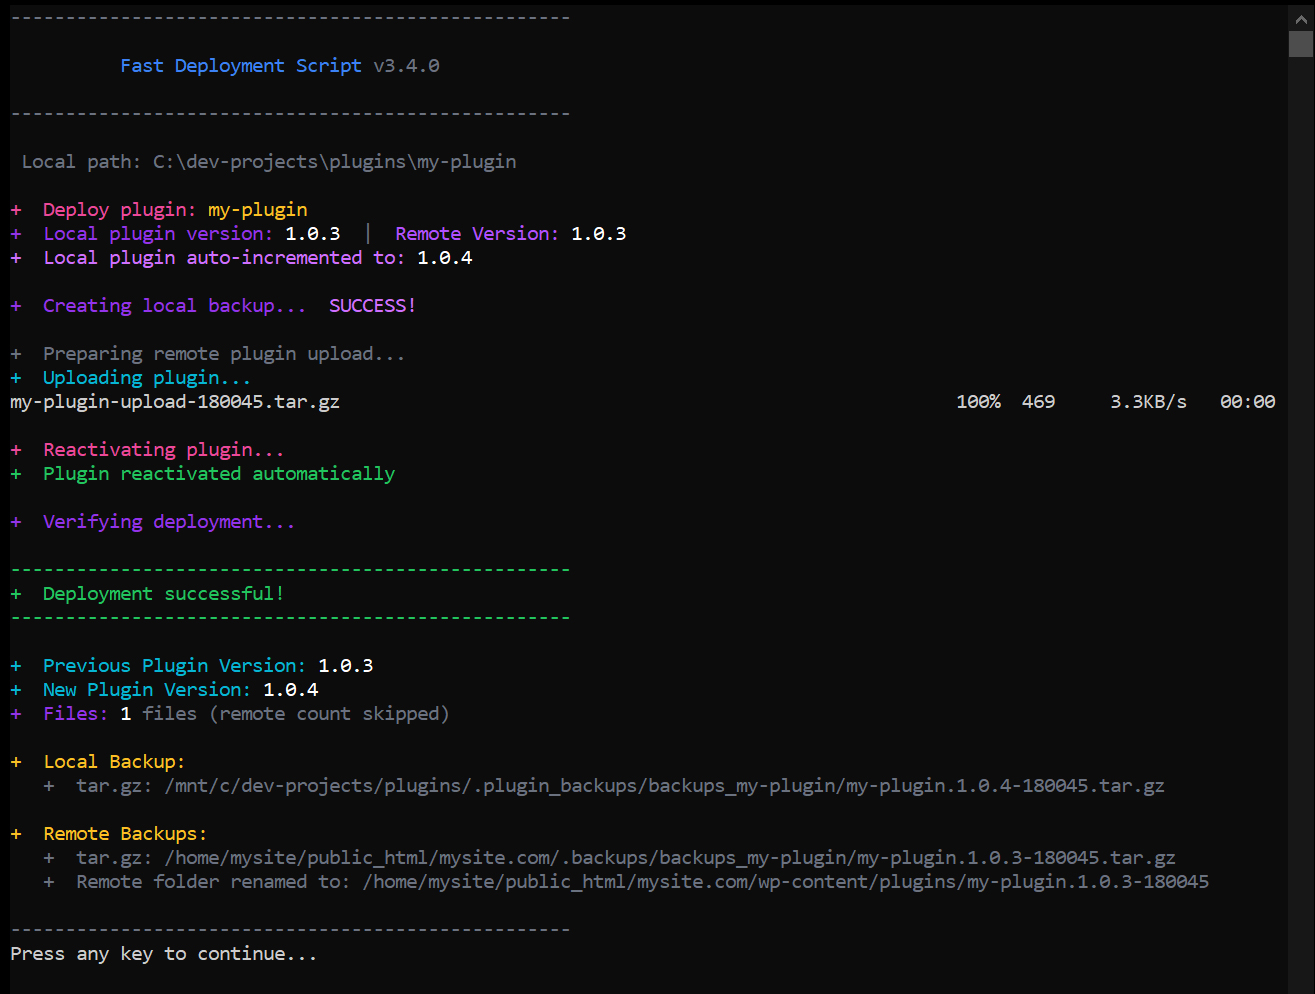 ---------------------------------------------------
Fast Deployment Script v3.4.0
---------------------------------------------------
Local path: C:\dev-projects\plugins\my-plugin
+ Deploy plugin: my-plugin
+ Local plugin version: 1.0.3 | Remote Version: 1.0.3
+ Local plugin auto-incremented to: 1.0.4
+ Creating local backup... SUCCESS!
+ Preparing remote plugin upload...
+ Uploading plugin...
my-plugin-upload-180045.tar.gz 100% 469 3.3KB/s 00:00
+ Reactivating plugin...
+ Plugin reactivated automatically
+ Verifying deployment...
---------------------------------------------------
+ Deployment successful!
---------------------------------------------------
+ Previous Plugin Version: 1.0.3
+ New Plugin Version: 1.0.4
+ Files: 1 files (remote count skipped)
+ Local Backup:
+ tar.gz: /mnt/c/dev-projects/plugins/.plugin_backups/backups_my-plugin/my-plugin.1.0.4-180045.tar.gz
+ Remote Backups:
+ tar.gz: /home/mysite/public_html/mysite.com/.backups/backups_my-plugin/my-plugin.1.0.3-180045.tar.gz
+ Remote folder renamed to: /home/mysite/public_html/mysite.com/wp-content/plugins/my-plugin.1.0.3-180045
---------------------------------------------------
Press any key to continue...